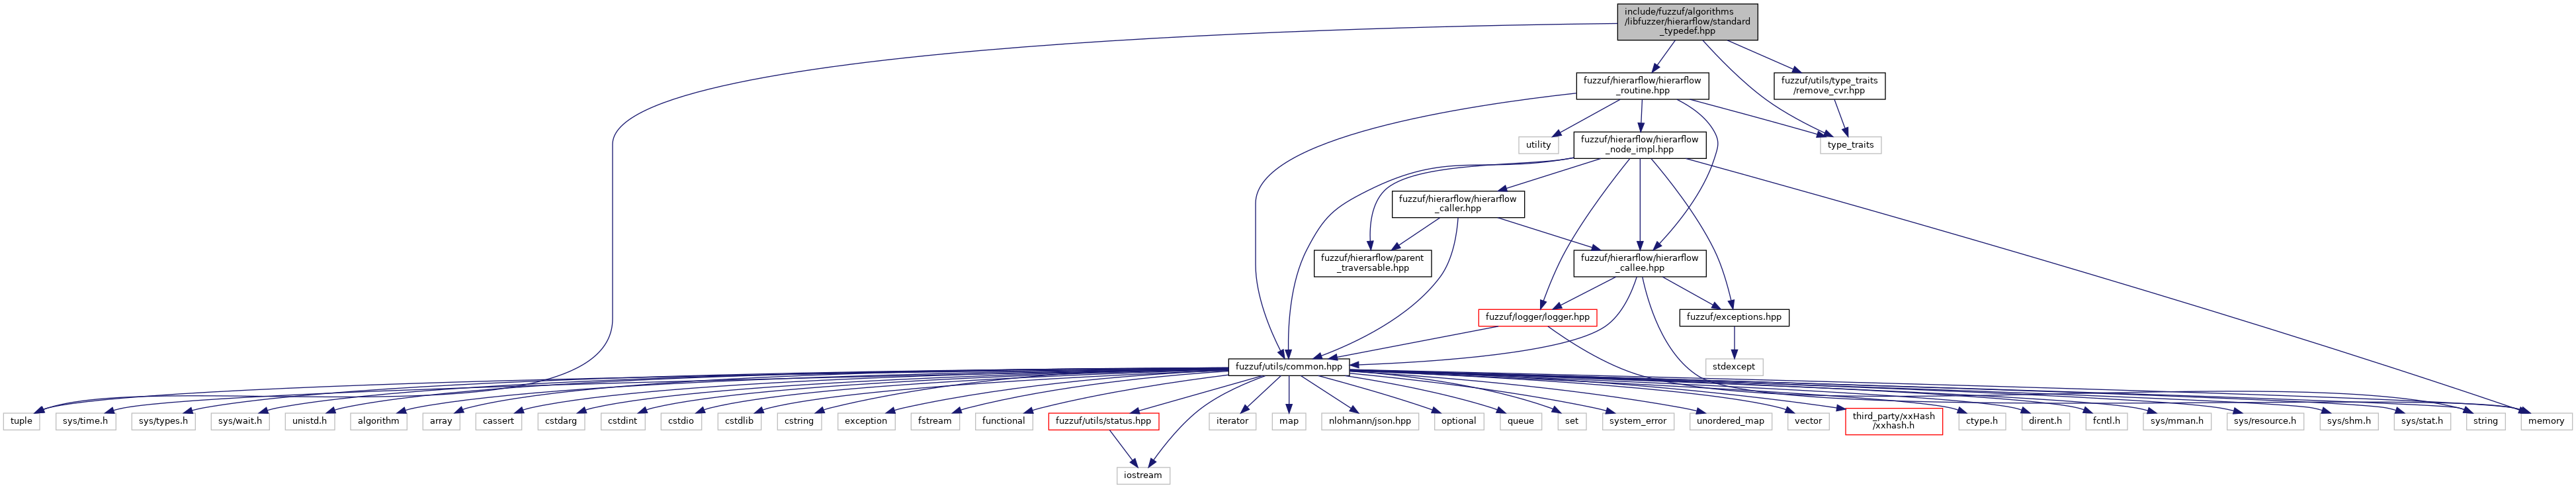 include/fuzzuf/algorithms
/libfuzzer/hierarflow/standard
_typedef.hpp
fuzzuf/hierarflow/hierarflow
_routine.hpp
fuzzuf/utils/type_traits
/remove_cvr.hpp
utility
fuzzuf/hierarflow/hierarflow
_node_impl.hpp
type_traits
fuzzuf/hierarflow/hierarflow
_caller.hpp
fuzzuf/hierarflow/parent
_traversable.hpp
fuzzuf/hierarflow/hierarflow
_callee.hpp
fuzzuf/logger/logger.hpp
fuzzuf/exceptions.hpp
fuzzuf/utils/common.hpp
stdexcept
tuple
sys/time.h
sys/types.h
sys/wait.h
unistd.h
algorithm
array
cassert
cstdarg
cstdint
cstdio
cstdlib
cstring
exception
fstream
functional
fuzzuf/utils/status.hpp
iterator
map
nlohmann/json.hpp
optional
queue
set
system_error
unordered_map
vector
third_party/xxHash
/xxhash.h
ctype.h
dirent.h
fcntl.h
sys/mman.h
sys/resource.h
sys/shm.h
sys/stat.h
string
memory
iostream